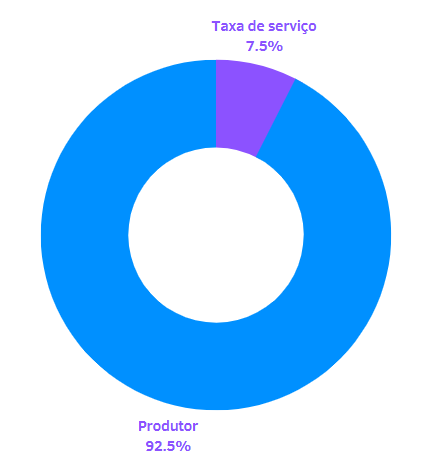 Taxa de serviço
7.5%
Produtor
92.5%